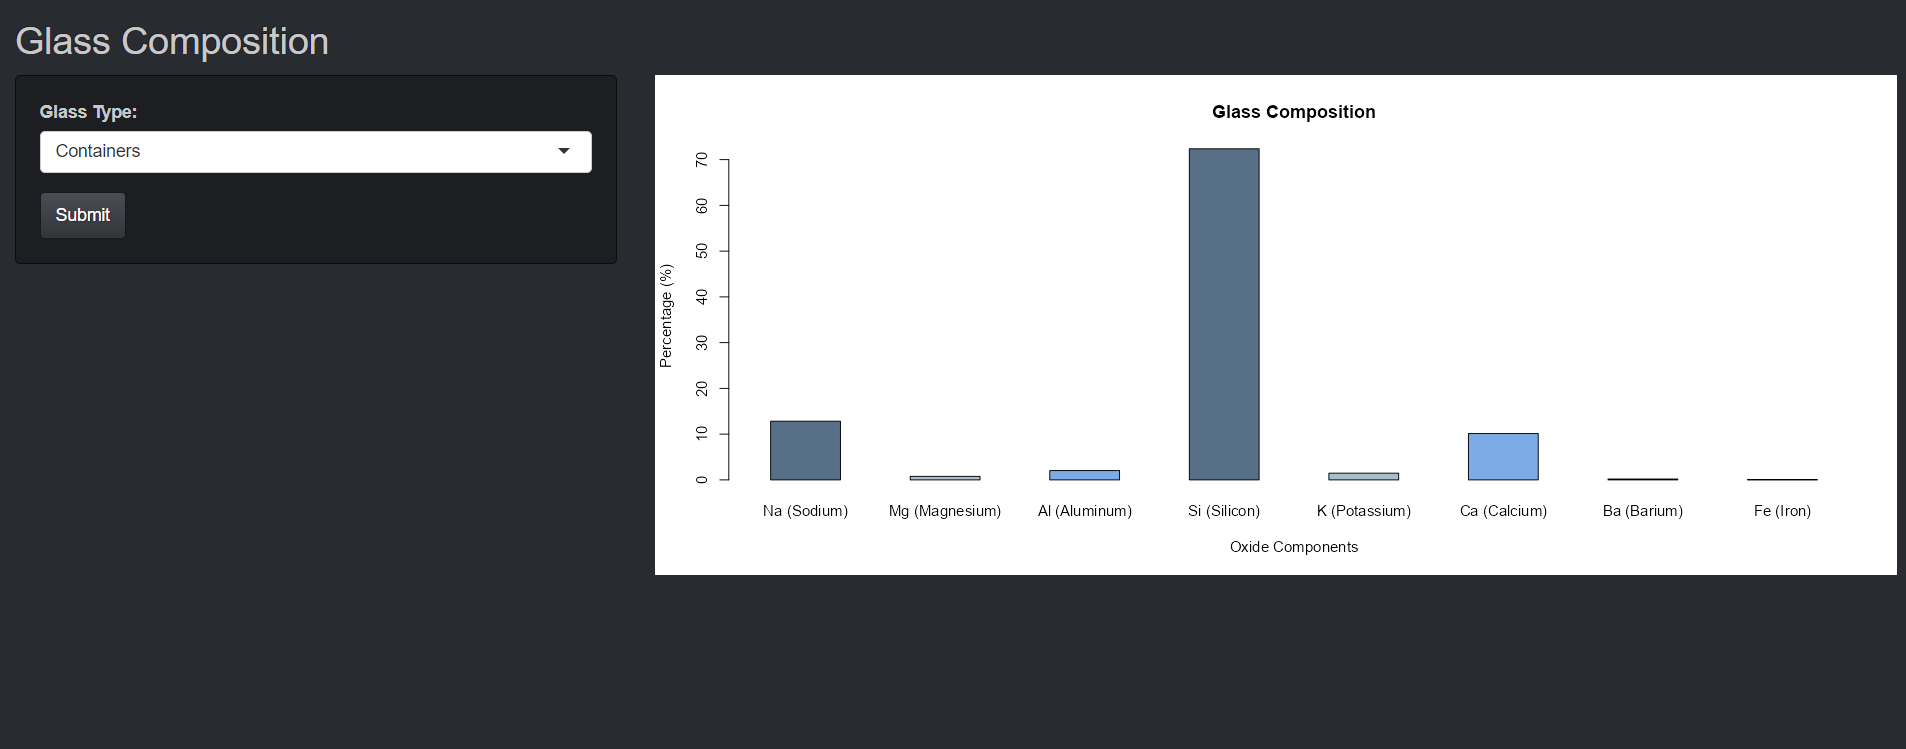 Glass Composition
Glass Type:
Containers
Submit
Glass Composition
Percentage (%)
70
60
50
40
30
20
10
0
Na (Sodium) Mg (Magnesium) Al (Aluminum) Si (Silicon) K (Potassium) Ca (Calcium) Ba (Barium) Fe (Iron)
Oxide Components